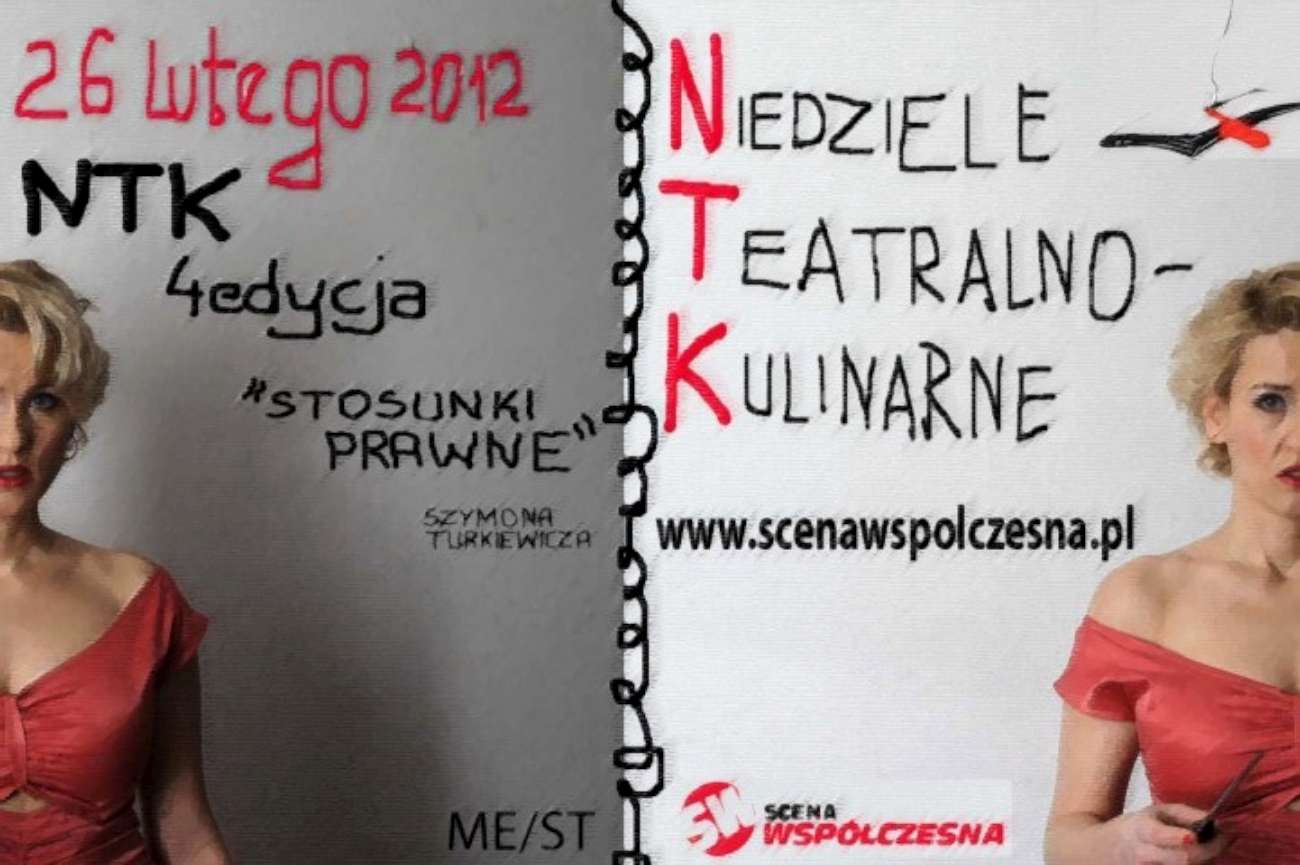 26 lutego 2012
NTK
4edycja
"STOSUNKI
PRAWNE"
SZYMONA
TURKIEWICZA
ME/ST
NIEDZIELE
TEATRALNO-
KULINARNE
www.scenawspolczesna.pl
SW
SCENA
WSPÓŁCZESNA